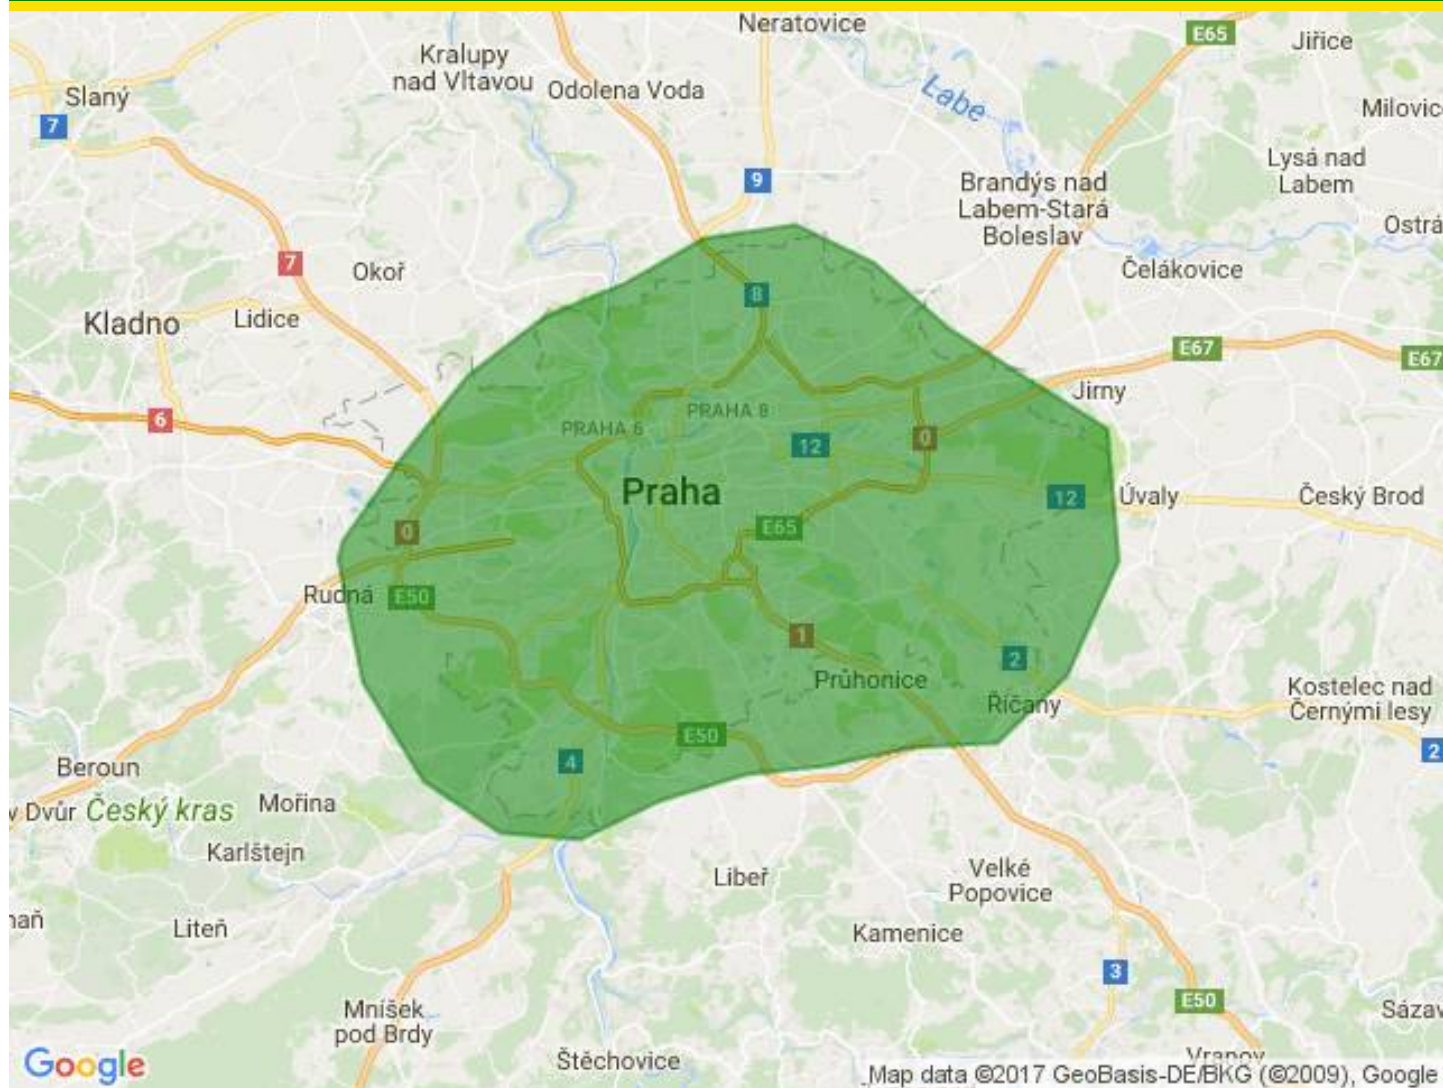 Neratovice
E65
Jiřice
Kralupy
nad Vltavou
Odolena Voda
Slaný
Labe
Milovic
7
Lysá nad
Labem
9
Brandýs nad
Labem-Stará
Boleslav
Ostrá
7
Okoř
Čelákovice
8
Kladno
Lidice
E67
E67
Jirny
6
PRAHA 8
PRAHA 6
0
12
Praha
12
Úvaly
Český Brod
0
E65
Rudná
E50
1
2
Průhonice
Kostelec nad
Černými lesy
Říčany
E50
2
4
Beroun
v Dvůr
Český kras
Mořina
Karlštejn
Libeř
Velké
Popovice
naň
Liteň
Kamenice
3
E50
Mníšek
pod Brdy
Sázav
Štěchovice
Vranov
Google
Map data ©2017 GeoBasis-DE/BKG (©2009), Google